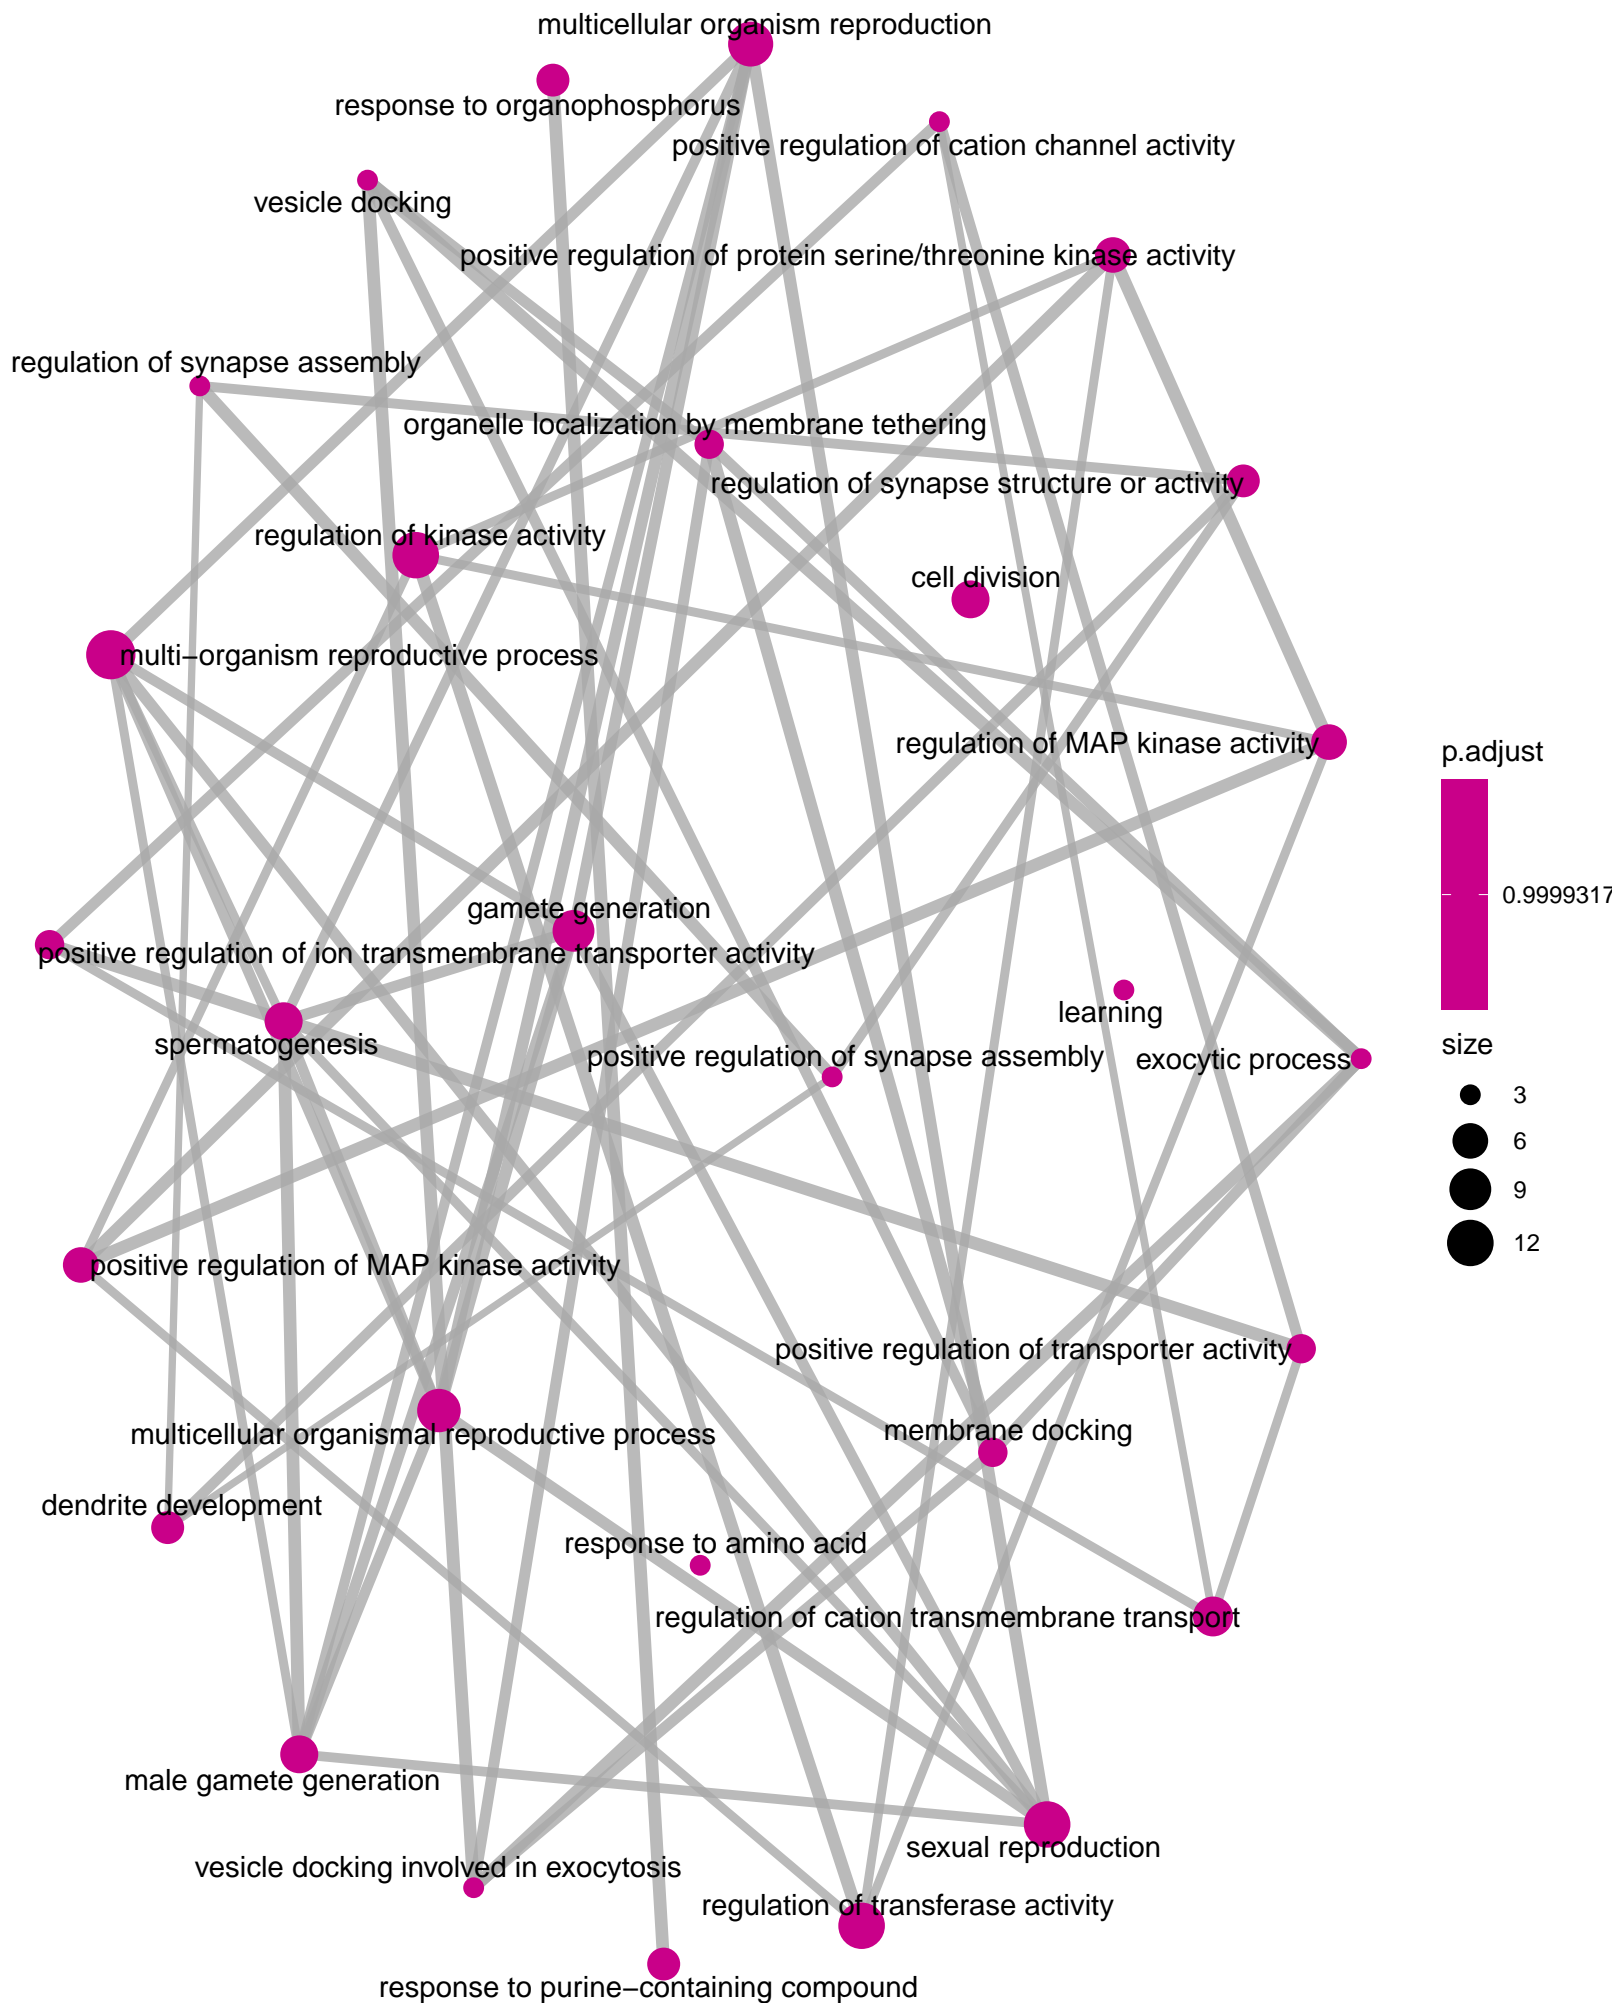 multicellular organism reproduction
response to organophosphorus
positive regulation of cation channel activity
vesicle docking
positive regulation of protein serine/threonine kinase activity
regulation of synapse assembly
organelle localization by membrane tethering
regulation of synapse structure or activity
regulation of kinase activity
cell division
multi−organism reproductive process
regulation of MAP kinase activity
p.adjust
0.9999317
gamete generation
positive regulation of ion transmembrane transporter activity
learning
spermatogenesis
positive regulation of synapse assembly
exocytic process
size
3
6
9
12
positive regulation of MAP kinase activity
positive regulation of transporter activity
multicellular organismal reproductive process
membrane docking
dendrite development
response to amino acid
regulation of cation transmembrane transport
male gamete generation
sexual reproduction
vesicle docking involved in exocytosis
regulation of transferase activity
response to purine−containing compound